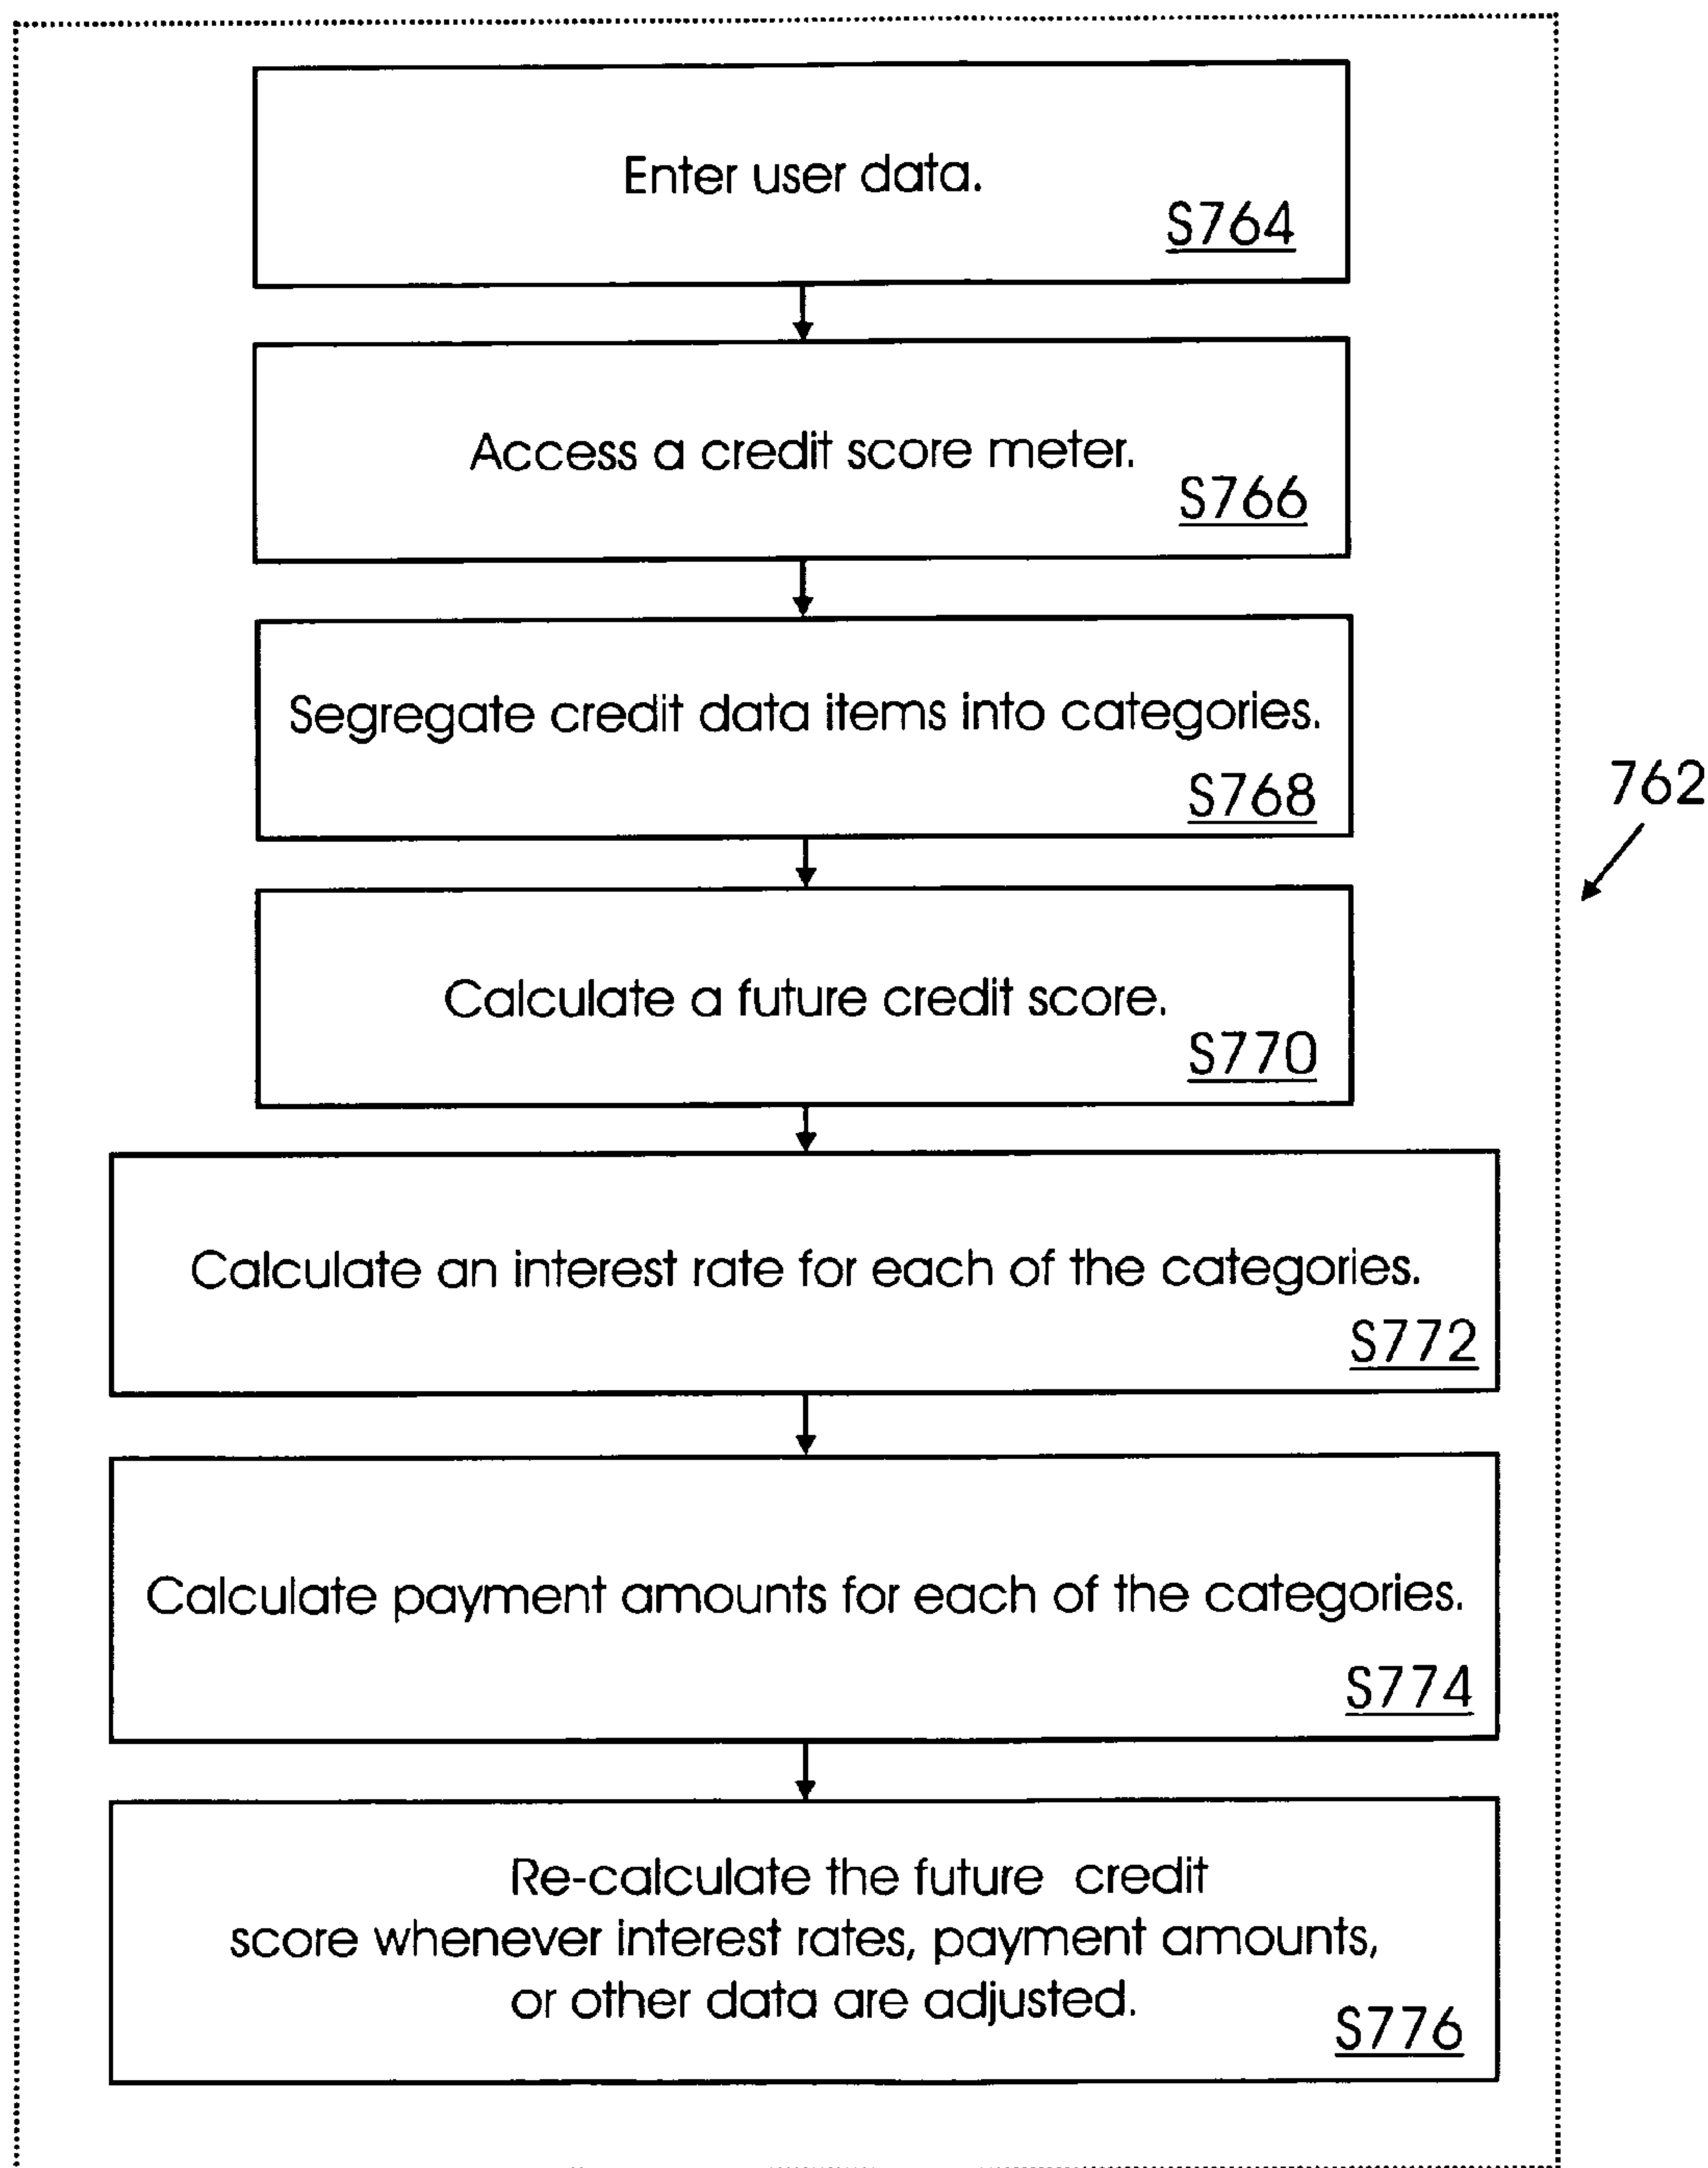 Enter user data.
S764
Access a credit score meter.
S766
Segregate credit data items into categories.
S768
762
Calculate a future credit score.
S770
Calculate an interest rate for each of the categories.
S772
Calculate payment amounts for each of the categories.
S774
Re-calculate the future credit
score whenever interest rates, payment amounts,
or other data are adjusted.
S776